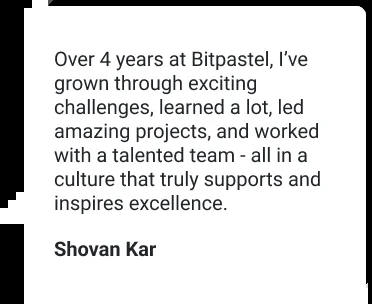 Over 4 years at Bitpastel, I’ve
grown through exciting
challenges, learned a lot, led
amazing projects, and worked
with a talented team - all in a
culture that truly supports and
inspires excellence.
Shovan Kar